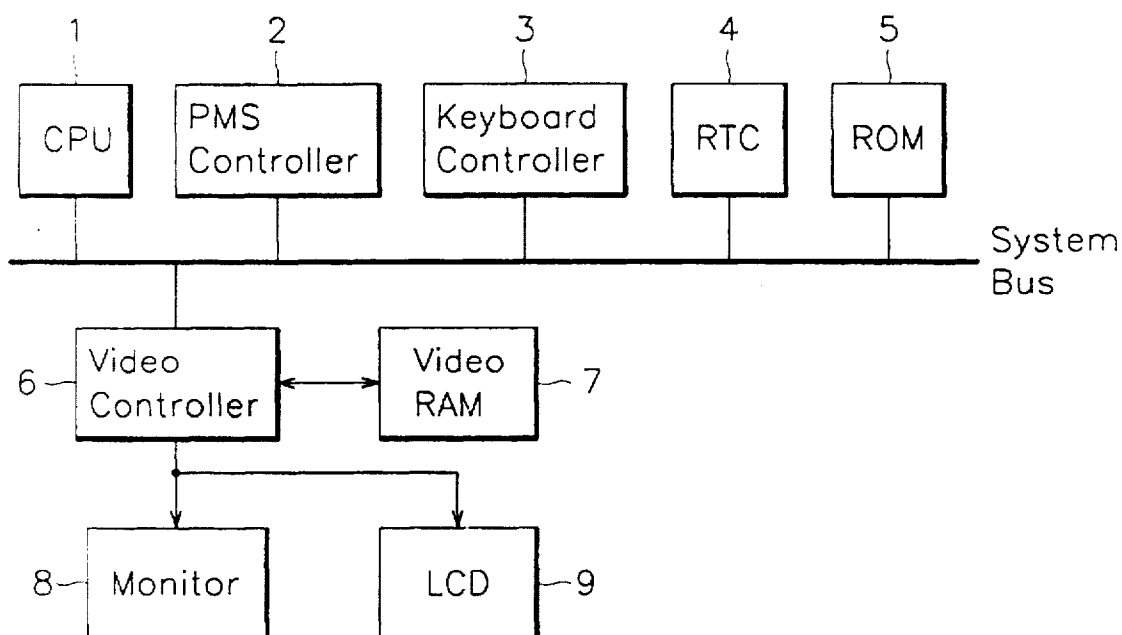 1
2
3
4
5
CPU
PMS
Controller
Keyboard
Controller
RTC
ROM
System
Bus
6
Video
Controller
Video
RAM
7
8
Monitor
LCD
9